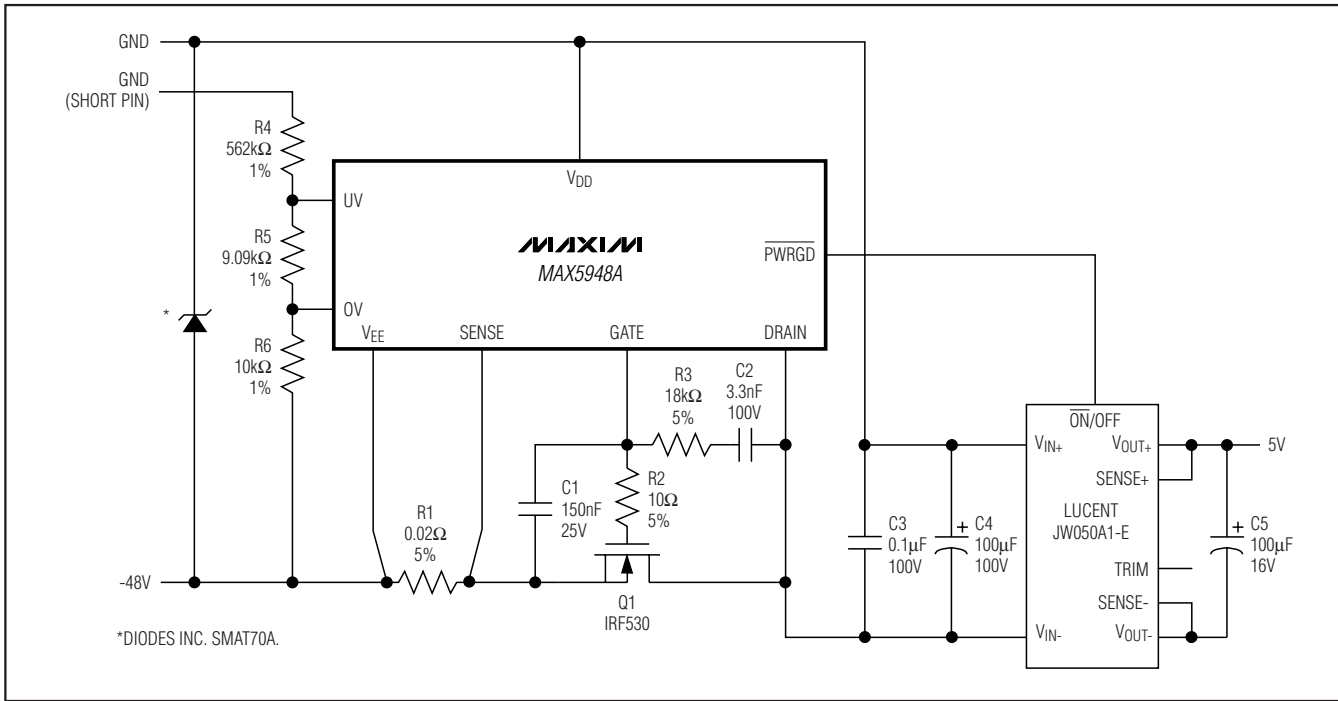 GND
GND
(SHORT PIN)
R4
562kΩ
1%
VDD
UV
R5
9.09kΩ
1%
MAXIM
MAX5948A
PWRGD
*
OV
VEE
SENSE
GATE
DRAIN
R6
10kΩ
1%
R3
18kΩ
5%
C2
3.3nF
100V
ON/OFF
VIN+
VOUT+
5V
SENSE+
C1
150nF
25V
R2
10Ω
5%
R1
0.02Ω
5%
LUCENT
JW050A1-E
C3
0.1µF
100V
+
C4
100µF
100V
+
C5
100µF
16V
TRIM
-48V
SENSE-
Q1
IRF530
VIN-
VOUT-
*DIODES INC. SMAT70A.